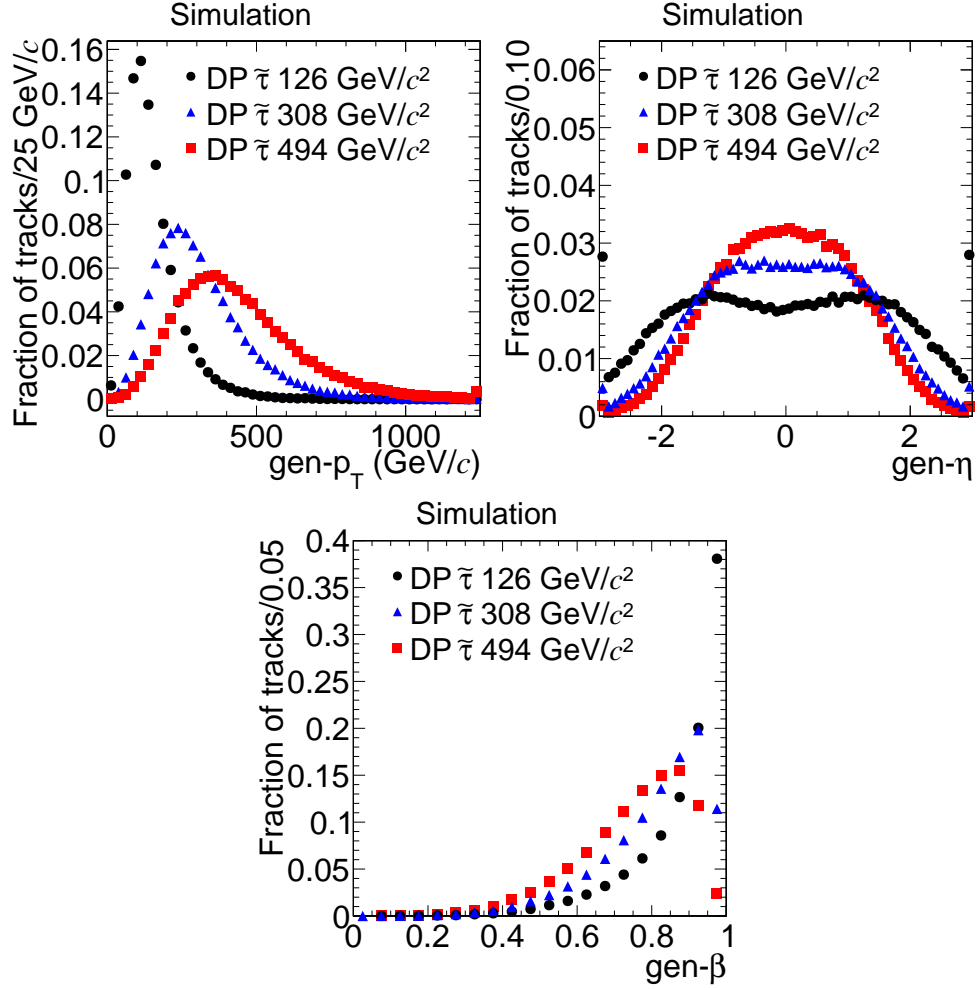 Simulation
Fraction of tracks/25 GeV/c
0.16
0.14
0.12
0.1
0.08
0.06
0.04
0.02
0
DP τ̃ 126 GeV/c²
DP τ̃ 308 GeV/c²
DP τ̃ 494 GeV/c²
0 500 1000
gen-p_T (GeV/c)
Simulation
Fraction of tracks/0.10
0.06
0.05
0.04
0.03
0.02
0.01
0
DP τ̃ 126 GeV/c²
DP τ̃ 308 GeV/c²
DP τ̃ 494 GeV/c²
-2 0 2
gen-η
Simulation
Fraction of tracks/0.05
0.4
0.35
0.3
0.25
0.2
0.15
0.1
0.05
0
DP τ̃ 126 GeV/c²
DP τ̃ 308 GeV/c²
DP τ̃ 494 GeV/c²
0 0.2 0.4 0.6 0.8 1
gen-β